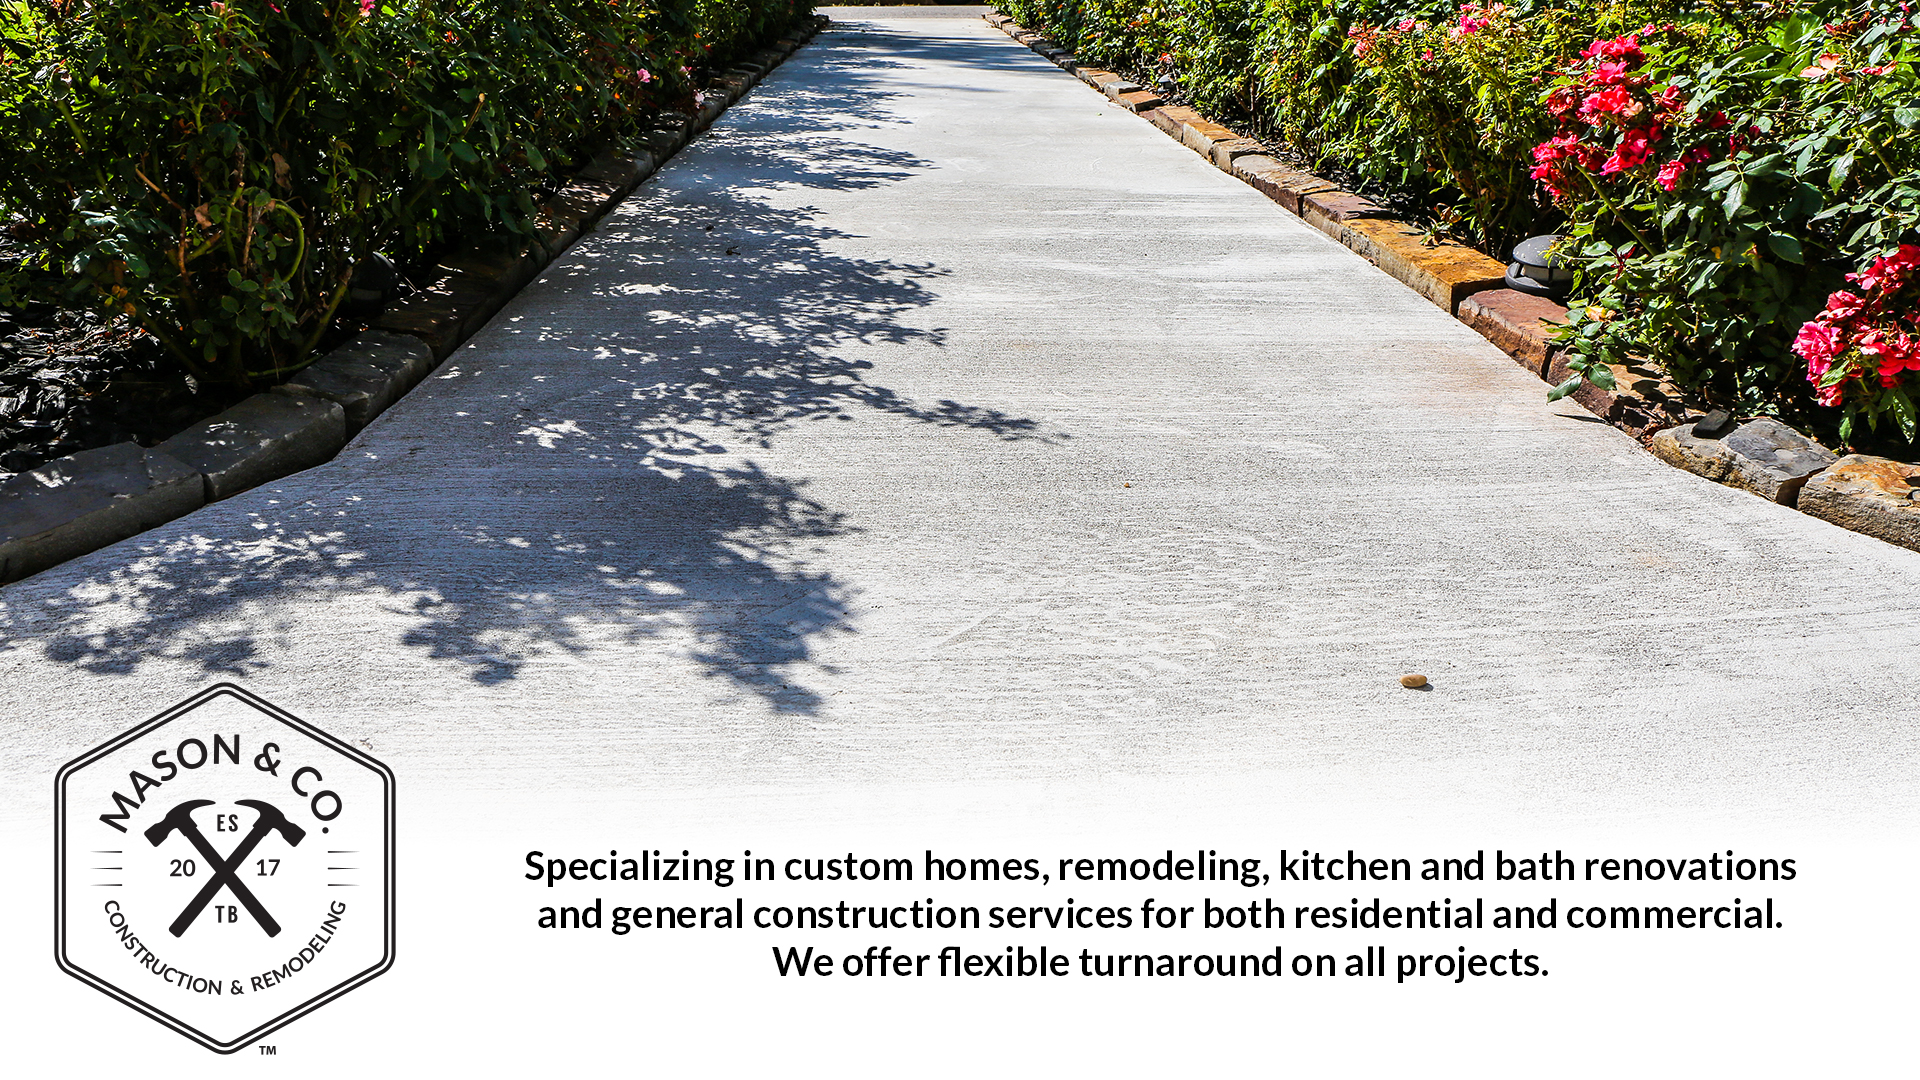 MASON & CO.
ES
20 17
TB
CONSTRUCTION & REMODELING
TM
Specializing in custom homes, remodeling, kitchen and bath renovations
and general construction services for both residential and commercial.
We offer flexible turnaround on all projects.